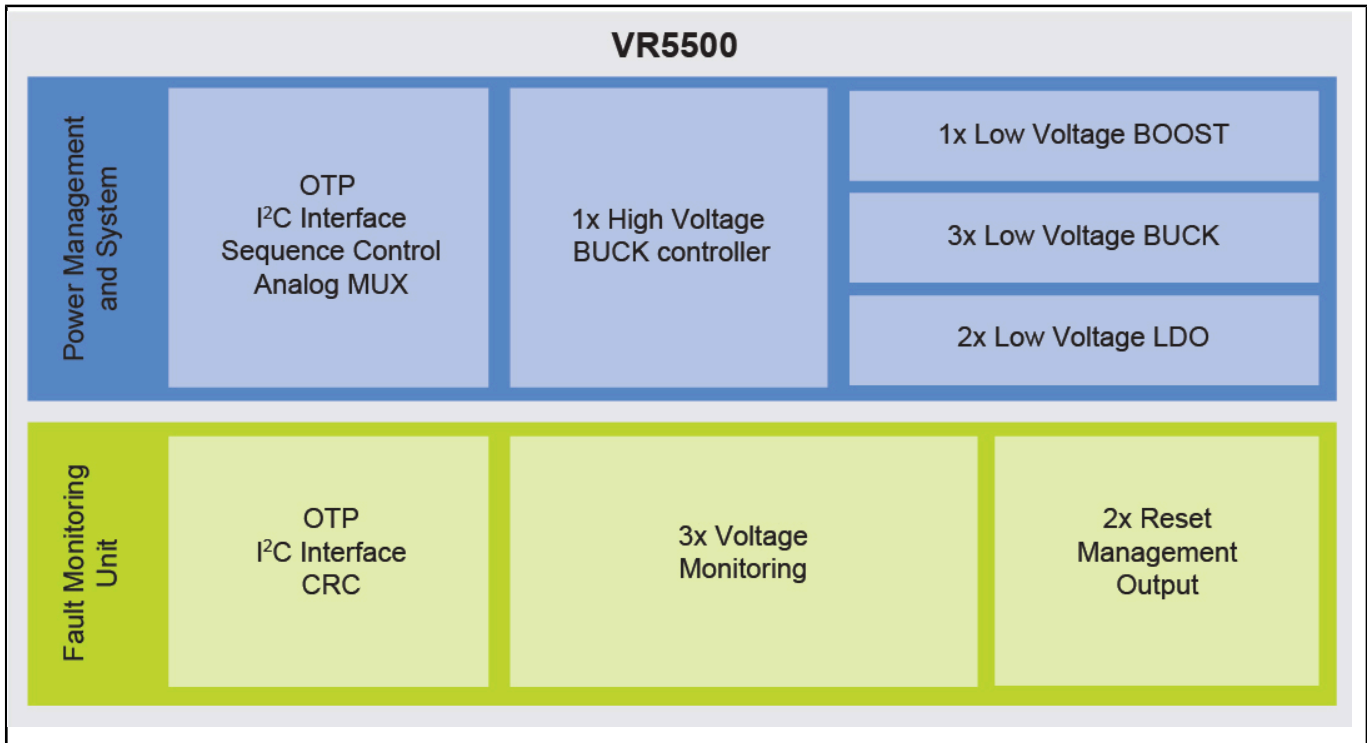 VR5500
Power Management
and System
OTP
I²C Interface
Sequence Control
Analog MUX
1x High Voltage
BUCK controller
1x Low Voltage BOOST
3x Low Voltage BUCK
2x Low Voltage LDO
Fault Monitoring
Unit
OTP
I²C Interface
CRC
3x Voltage
Monitoring
2x Reset
Management
Output